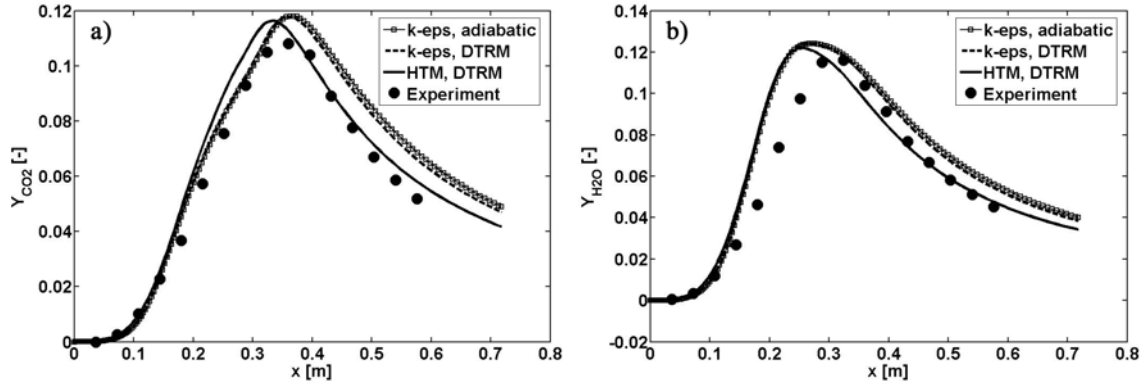 a)
0.12
0.1
0.08
0.06
0.04
0.02
0
Y_CO2 [-]
0 0.1 0.2 0.3 0.4 0.5 0.6 0.7 0.8
x [m]
k-eps, adiabatic
k-eps, DTRM
HTM, DTRM
Experiment
b)
0.14
0.12
0.1
0.08
0.06
0.04
0.02
0
-0.02
Y_H2O [-]
0 0.1 0.2 0.3 0.4 0.5 0.6 0.7 0.8
x [m]
k-eps, adiabatic
k-eps, DTRM
HTM, DTRM
Experiment